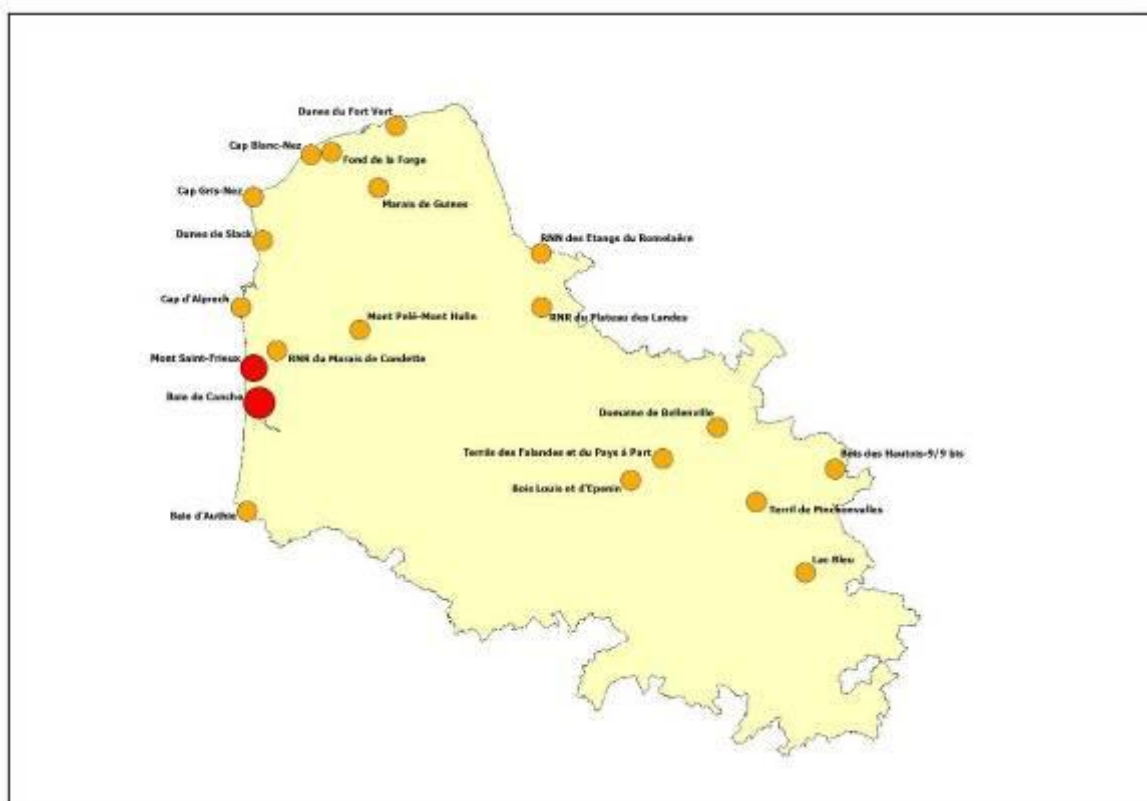 Dunes du Fort Vert
Cap Blanc-Nez
Fond de la Forge
Cap Gris-Nez
Marais de Guines
Dunes de Slack
RNN des Etangs du Romelaëre
Cap d'Alprech
RNR du Plateau des Landes
Mont Pelé-Mont Hulin
Mont Saint-Frieux
RNR du Marais de Condette
Baie de Canche
Domaine de Bellenville
Terrils des Falandes et du Pays à Part
Bois des Hautois-9/9 bis
Bois Louis et d'Epenin
Terril de Pinchonvalles
Baie d'Authie
Lac Bleu